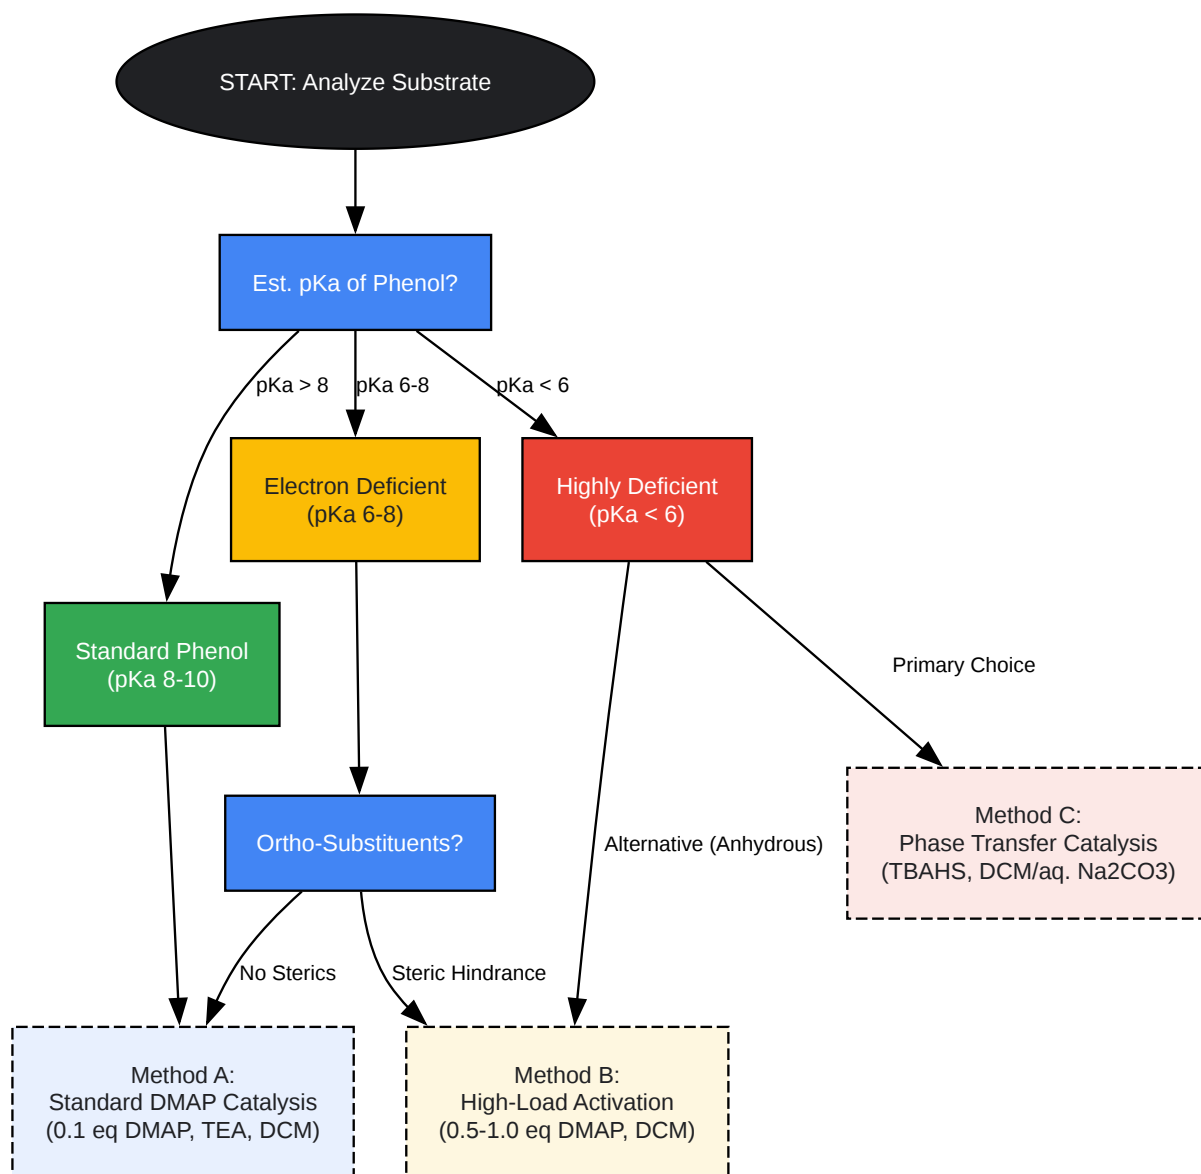 START: Analyze Substrate
Est. pKa of Phenol?
pKa > 8
pKa 6-8
pKa < 6
Electron Deficient
(pKa 6-8)
Highly Deficient
(pKa < 6)
Standard Phenol
(pKa 8-10)
Primary Choice
Ortho-Substituents?
Alternative (Anhydrous)
Method C:
Phase Transfer Catalysis
(TBAHS, DCM/aq. Na2CO3)
No Sterics
Steric Hindrance
Method A:
Standard DMAP Catalysis
(0.1 eq DMAP, TEA, DCM)
Method B:
High-Load Activation
(0.5-1.0 eq DMAP, DCM)